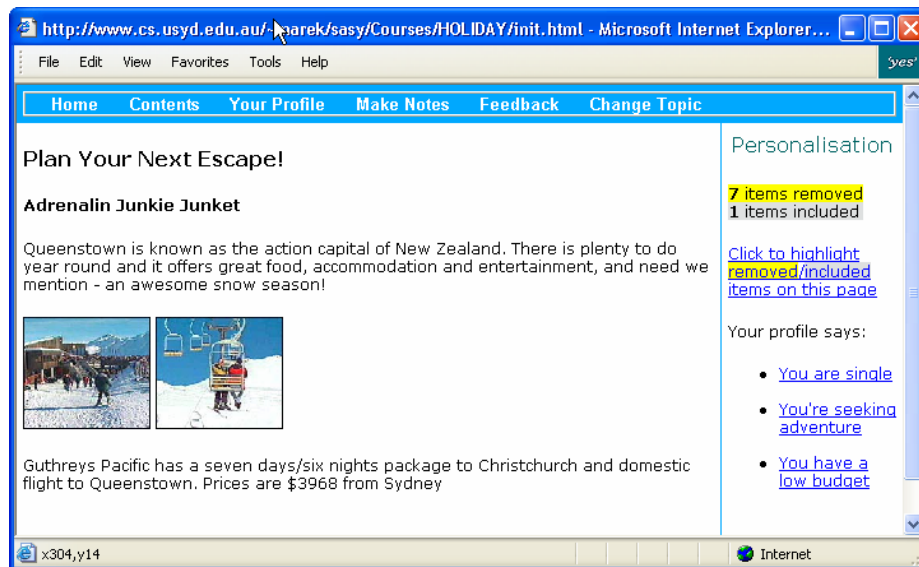 http://www.cs.usyd.edu.au/~marek/sasy/Courses/HOLIDAY/init.html - Microsoft Internet Explorer...
File Edit View Favorites Tools Help
'yes'
Home Contents Your Profile Make Notes Feedback Change Topic
Plan Your Next Escape!
Adrenalin Junkie Junket
Queenstown is known as the action capital of New Zealand. There is plenty to do
year round and it offers great food, accommodation and entertainment, and need we
mention - an awesome snow season!
Guthreys Pacific has a seven days/six nights package to Christchurch and domestic
flight to Queenstown. Prices are $3968 from Sydney
Personalisation
7 items removed
1 items included
Click to highlight
removed/included
items on this page
Your profile says:
You are single
You're seeking
adventure
You have a
low budget
x304,y14
Internet